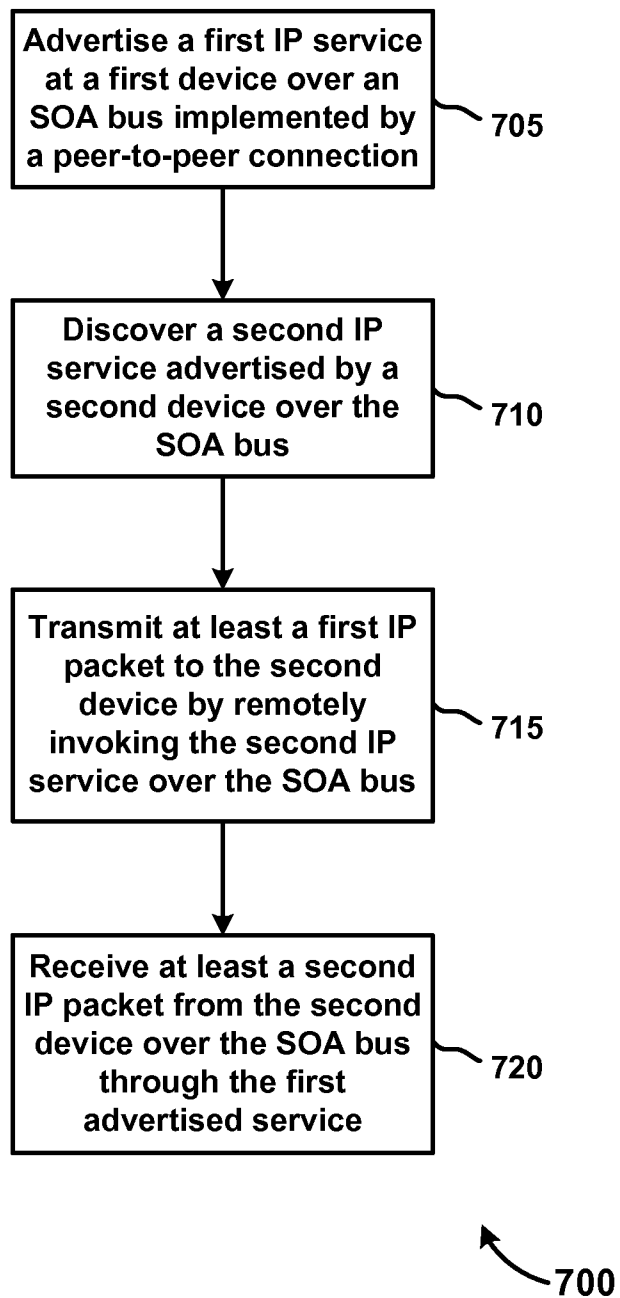 Advertise a first IP service
at a first device over an
SOA bus implemented by
a peer-to-peer connection
705
Discover a second IP
service advertised by a
second device over the
SOA bus
710
Transmit at least a first IP
packet to the second
device by remotely
invoking the second IP
service over the SOA bus
715
Receive at least a second
IP packet from the second
device over the SOA bus
through the first
advertised service
720
700